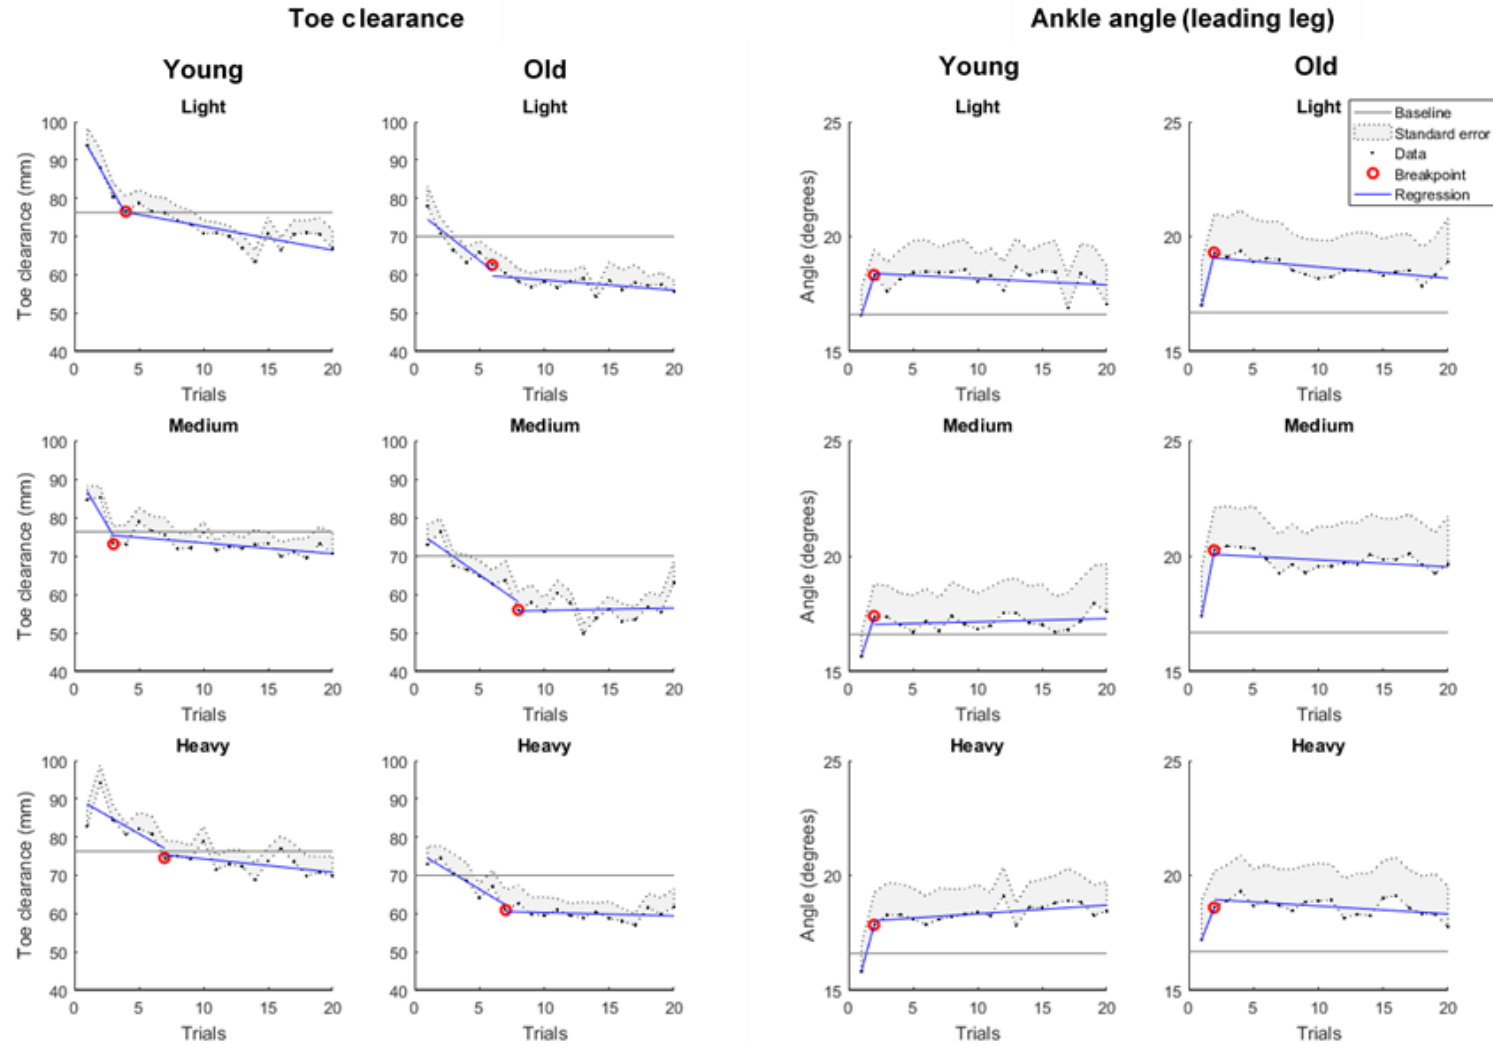 Toe clearance
Ankle angle (leading leg)
Young
Old
Young
Old
Light
100
90
80
70
60
50
40
0
5
10
15
20
Toe clearance (mm)
Trials
Light
100
90
80
70
60
50
40
0
5
10
15
20
Trials
Light
25
20
15
0
5
10
15
20
Angle (degrees)
Trials
Light
25
20
15
0
5
10
15
20
Trials
Baseline
Standard error
Data
Breakpoint
Regression
Medium
100
90
80
70
60
50
40
0
5
10
15
20
Toe clearance (mm)
Trials
Medium
100
90
80
70
60
50
40
0
5
10
15
20
Trials
Medium
25
20
15
0
5
10
15
20
Angle (degrees)
Trials
Medium
25
20
15
0
5
10
15
20
Trials
Heavy
100
90
80
70
60
50
40
0
5
10
15
20
Toe clearance (mm)
Trials
Heavy
100
90
80
70
60
50
40
0
5
10
15
20
Trials
Heavy
25
20
15
0
5
10
15
20
Angle (degrees)
Trials
Heavy
25
20
15
0
5
10
15
20
Trials